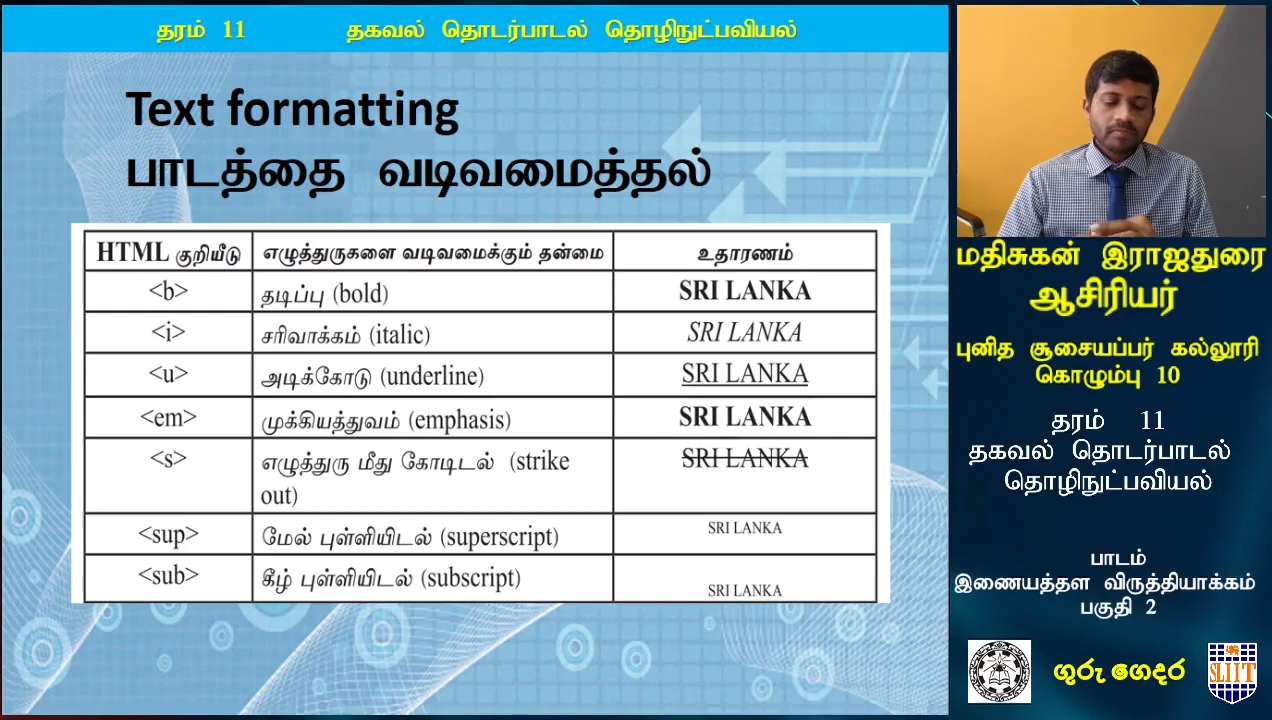 தரம் 11 தகவல் தொடர்பாடல் தொழிநுட்பவியல்
Text formatting
பாடத்தை வடிவமைத்தல்
HTML குறியீடு எழுத்துருகளை வடிவமைக்கும் தன்மை உதாரணம்
<b> தடிப்பு (bold) SRI LANKA
<i> சரிவாக்கம் (italic) SRI LANKA
<u> அடிக்கோடு (underline) SRI LANKA
<em> முக்கியத்துவம் (emphasis) SRI LANKA
<s> எழுத்துரு மீது கோடிடல் (strike SRI LANKA
out)
<sup> மேல் புள்ளியிடல் (superscript) SRI LANKA
<sub> கீழ் புள்ளியிடல் (subscript) SRI LANKA
மதிசுகன் இராஜதுரை
ஆசிரியர்
புனித சூசையப்பர் கல்லூரி
கொழும்பு 10
தரம் 11
தகவல் தொடர்பாடல்
தொழிநுட்பவியல்
பாடம்
இணையத்தள விருத்தியாக்கம்
பகுதி 2
ගුරු ගෙදර
SLIIT